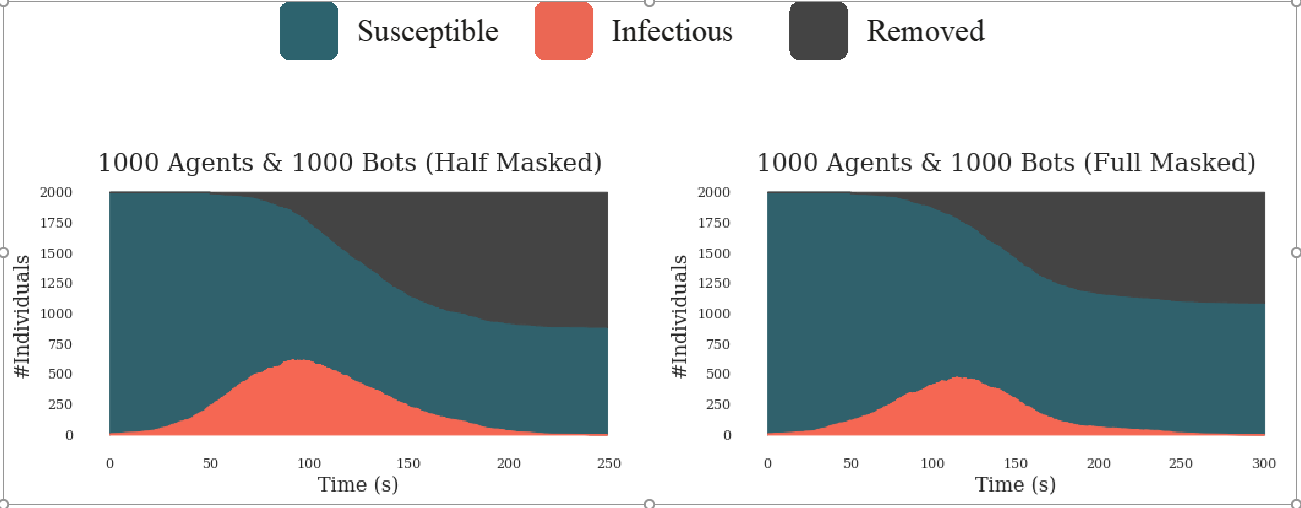 Susceptible Infectious Removed
1000 Agents & 1000 Bots (Half Masked)
2000
1750
1500
1250
1000
750
500
250
0
#Individuals
0 50 100 150 200 250
Time (s)
1000 Agents & 1000 Bots (Full Masked)
2000
1750
1500
1250
1000
750
500
250
0
#Individuals
0 50 100 150 200 250 300
Time (s)